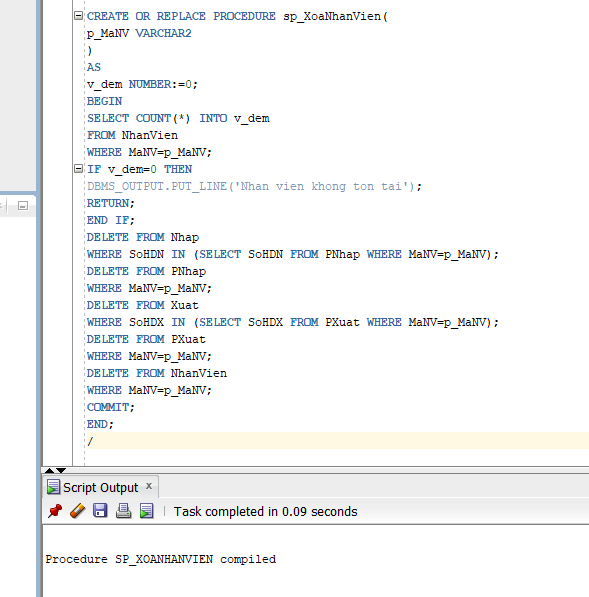 CREATE OR REPLACE PROCEDURE sp_XoaNhanVien(
p_MaNV VARCHAR2
)
AS
v_dem NUMBER:=0;
BEGIN
SELECT COUNT(*) INTO v_dem
FROM NhanVien
WHERE MaNV=p_MaNV;
IF v_dem=0 THEN
DBMS_OUTPUT.PUT_LINE('Nhan vien khong ton tai');
RETURN;
END IF;
DELETE FROM Nhap
WHERE SoHDN IN (SELECT SoHDN FROM PNhap WHERE MaNV=p_MaNV);
DELETE FROM PNhap
WHERE MaNV=p_MaNV;
DELETE FROM Xuat
WHERE SoHDX IN (SELECT SoHDX FROM PXuat WHERE MaNV=p_MaNV);
DELETE FROM PXuat
WHERE MaNV=p_MaNV;
DELETE FROM NhanVien
WHERE MaNV=p_MaNV;
COMMIT;
END;
/
Script Output x
Task completed in 0.09 seconds
Procedure SP_XOANHANVIEN compiled